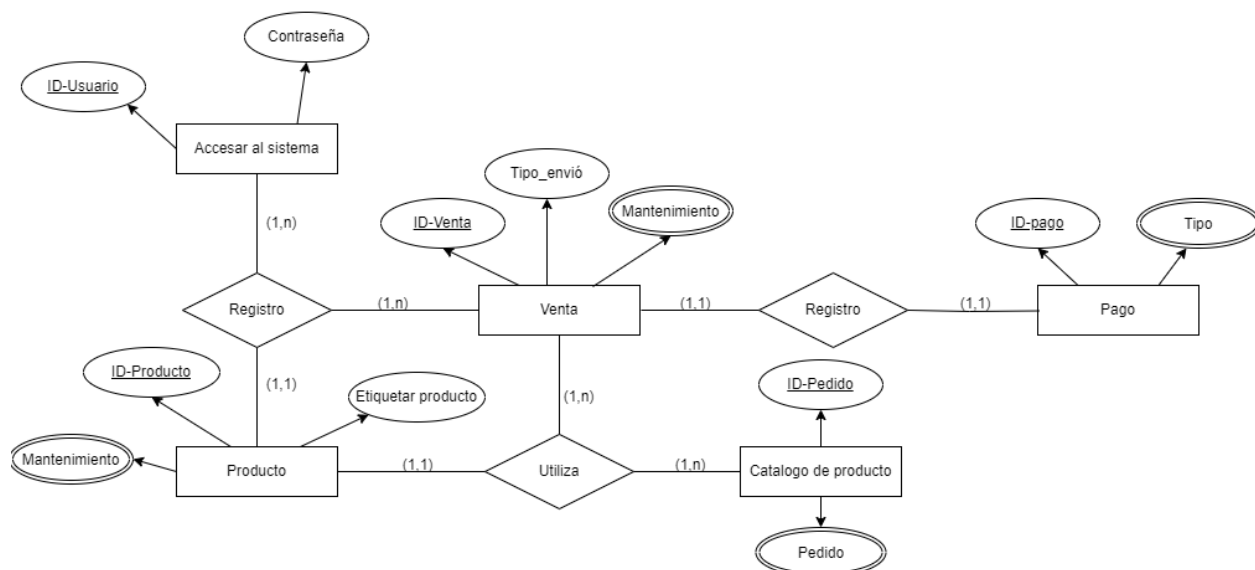 Contraseña
ID-Usuario
Accesar al sistema
(1,n)
Tipo_envió
Mantenimiento
ID-Venta
ID-pago
Tipo
Registro
(1,n)
Venta
(1,1)
Registro
(1,1)
Pago
ID-Producto
(1,1)
Etiquetar producto
(1,n)
ID-Pedido
Mantenimiento
Producto
(1,1)
Utiliza
(1,n)
Catalogo de producto
Pedido